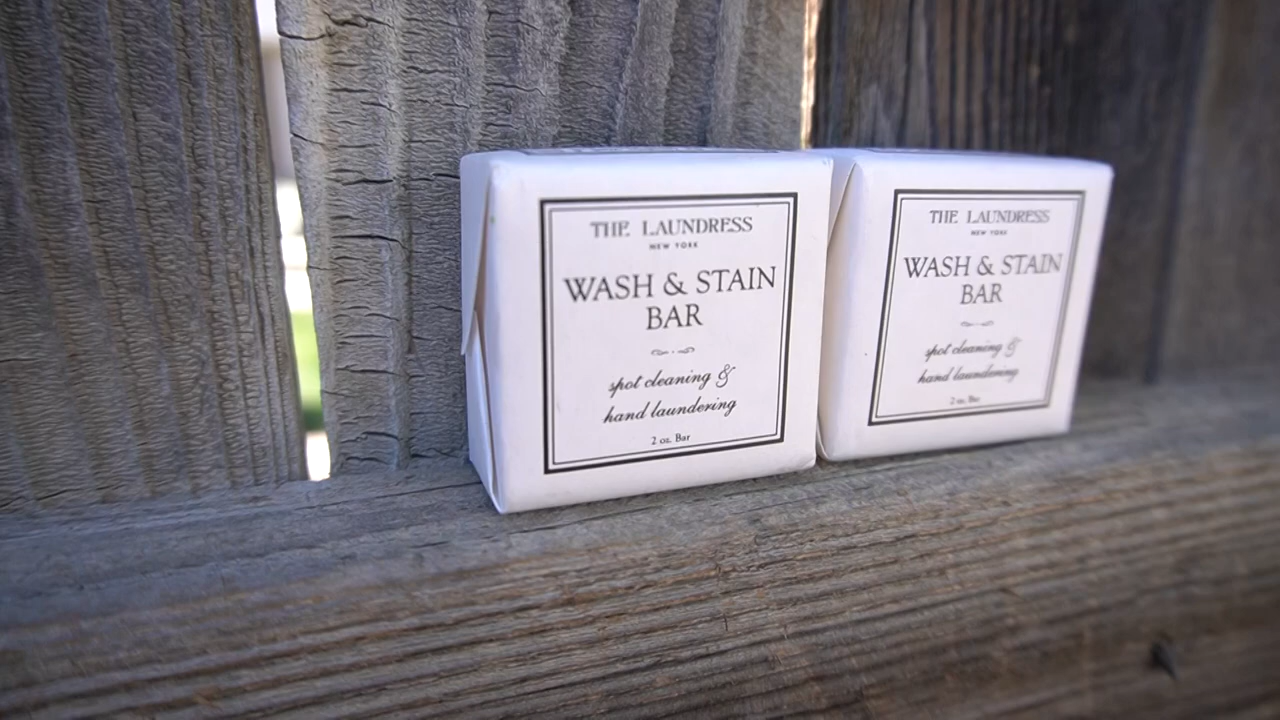 THE LAUNDRESS
NEW YORK
WASH & STAIN
BAR
spot cleaning &
hand laundering
2 oz. Bar
THE LAUNDRESS
NEW YORK
WASH & STAIN
BAR
spot cleaning &
hand laundering
2 oz. Bar